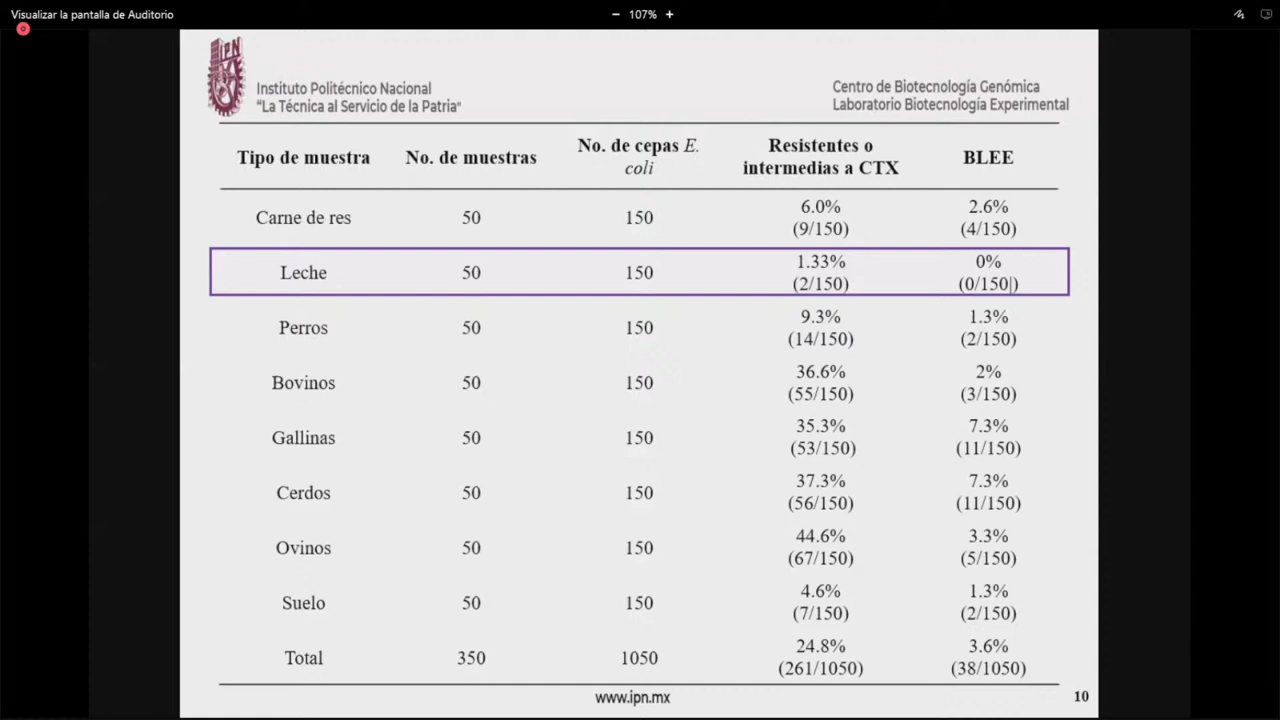 Visualizar la pantalla de Auditorio
− 107% +
IPN
Instituto Politécnico Nacional
"La Técnica al Servicio de la Patria"
Centro de Biotecnología Genómica
Laboratorio Biotecnología Experimental
Tipo de muestra No. de muestras No. de cepas E. coli Resistentes o intermedias a CTX BLEE
Carne de res 50 150 6.0% (9/150) 2.6% (4/150)
Leche 50 150 1.33% (2/150) 0% (0/150|)
Perros 50 150 9.3% (14/150) 1.3% (2/150)
Bovinos 50 150 36.6% (55/150) 2% (3/150)
Gallinas 50 150 35.3% (53/150) 7.3% (11/150)
Cerdos 50 150 37.3% (56/150) 7.3% (11/150)
Ovinos 50 150 44.6% (67/150) 3.3% (5/150)
Suelo 50 150 4.6% (7/150) 1.3% (2/150)
Total 350 1050 24.8% (261/1050) 3.6% (38/1050)
www.ipn.mx
10